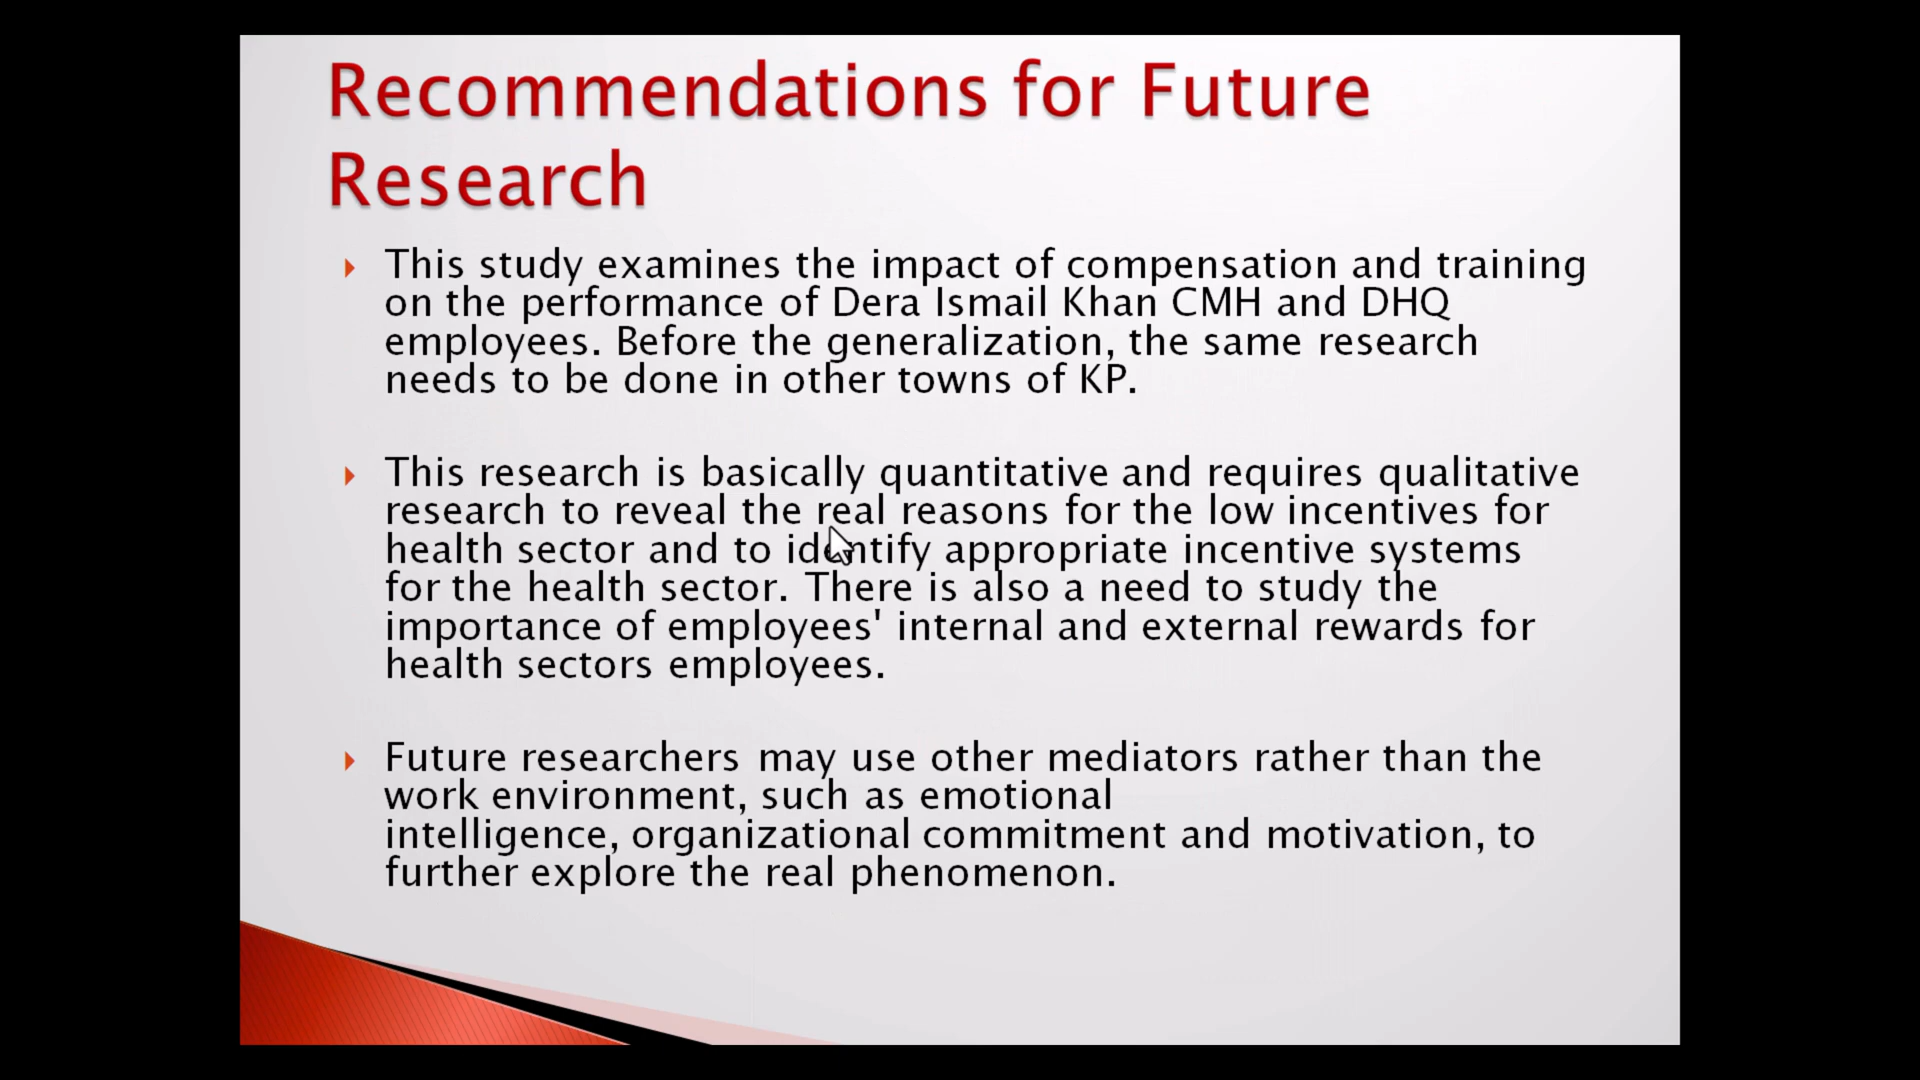 Recommendations for Future
Research
This study examines the impact of compensation and training
on the performance of Dera Ismail Khan CMH and DHQ
employees. Before the generalization, the same research
needs to be done in other towns of KP.
This research is basically quantitative and requires qualitative
research to reveal the real reasons for the low incentives for
health sector and to identify appropriate incentive systems
for the health sector. There is also a need to study the
importance of employees' internal and external rewards for
health sectors employees.
Future researchers may use other mediators rather than the
work environment, such as emotional
intelligence, organizational commitment and motivation, to
further explore the real phenomenon.